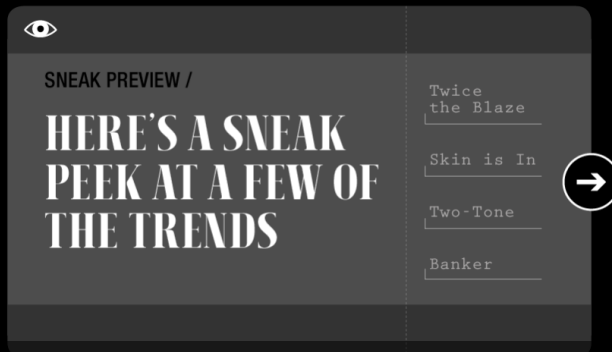 SNEAK PREVIEW /
HERE'S A SNEAK
PEEK AT A FEW OF
THE TRENDS
Twice
the Blaze
Skin is In
Two-Tone
Banker